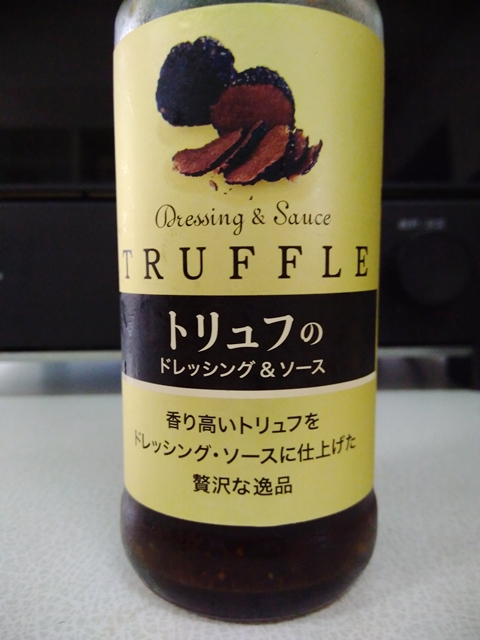 Dressing & Sauce
TRUFFLE
トリュフの
ドレッシング&ソース
香り高いトリュフを
ドレッシング・ソースに仕上げた
贅沢な逸品